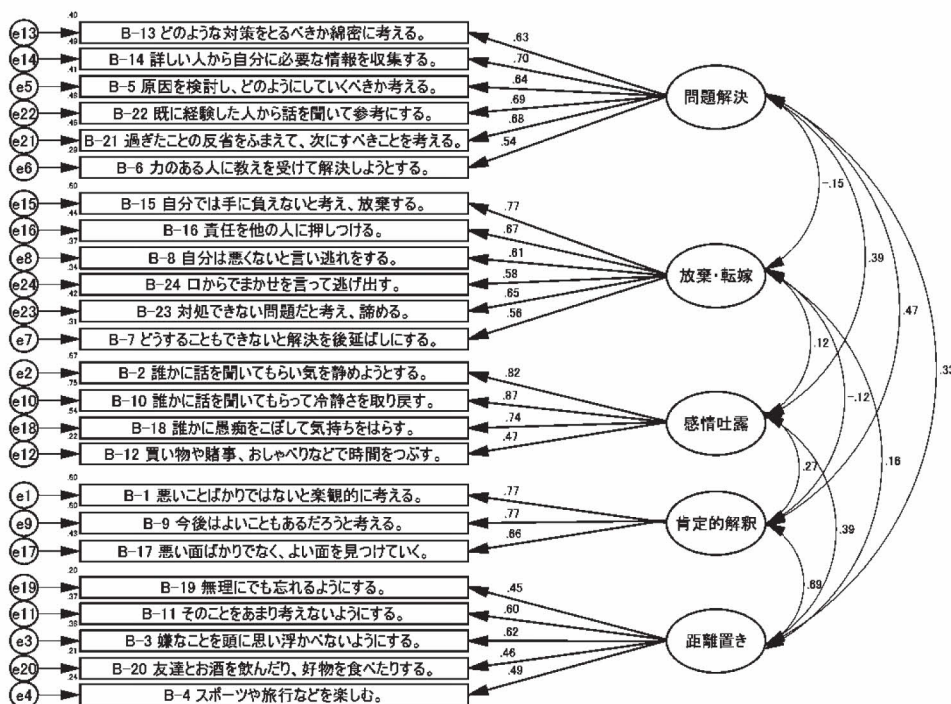 .40
e13 B-13 どのような対策をとるべきか綿密に考える。 .63
.49
e14 B-14 詳しい人から自分に必要な情報を収集する。 .70
.41
e5 B-5 原因を検討し、どのようにしていくべきか考える。 .64
.48
e22 B-22 既に経験した人から話を聞いて参考にする。 .69
.46
e21 B-21 過ぎたことの反省をふまえて、次にすべきことを考える。 .68
.29
e6 B-6 力のある人に教えを受けて解決しようとする。 .54
問題解決
-.15
.60
e15 B-15 自分では手に負えないと考え、放棄する。 .77
.44
e16 B-16 責任を他の人に押しつける。 .67
.37
e8 B-8 自分は悪くないと言い逃れをする。 .61
.34
e24 B-24 口からでまかせを言って逃げ出す。 .58
.42
e23 B-23 対処できない問題だと考え、諦める。 .65
.31
e7 B-7 どうすることもできないと解決を後延ばしにする。 .56
放棄・転嫁
.39
.47
.12
.33
.67
e2 B-2 誰かに話を聞いてもらい気を静めようとする。 .82
.75
e10 B-10 誰かに話を聞いてもらって冷静さを取り戻す。 .87
.54
e18 B-18 誰かに愚痴をこぼして気持ちをはらす。 .74
.22
e12 B-12 買い物や賭事、おしゃべりなどで時間をつぶす。 .47
感情吐露
-.12
.27
.16
.60
e1 B-1 悪いことばかりではないと楽観的に考える。 .77
.60
e9 B-9 今後はよいこともあるだろうと考える。 .77
.43
e17 B-17 悪い面ばかりでなく、よい面を見つけていく。 .66
肯定的解釈
.39
.69
.20
e19 B-19 無理にでも忘れるようにする。 .45
.37
e11 B-11 そのことをあまり考えないようにする。 .60
.38
e3 B-3 嫌なことを頭に思い浮かべないようにする。 .62
.21
e20 B-20 友達とお酒を飲んだり、好物を食べたりする。 .46
.24
e4 B-4 スポーツや旅行などを楽しむ。 .49
距離置き